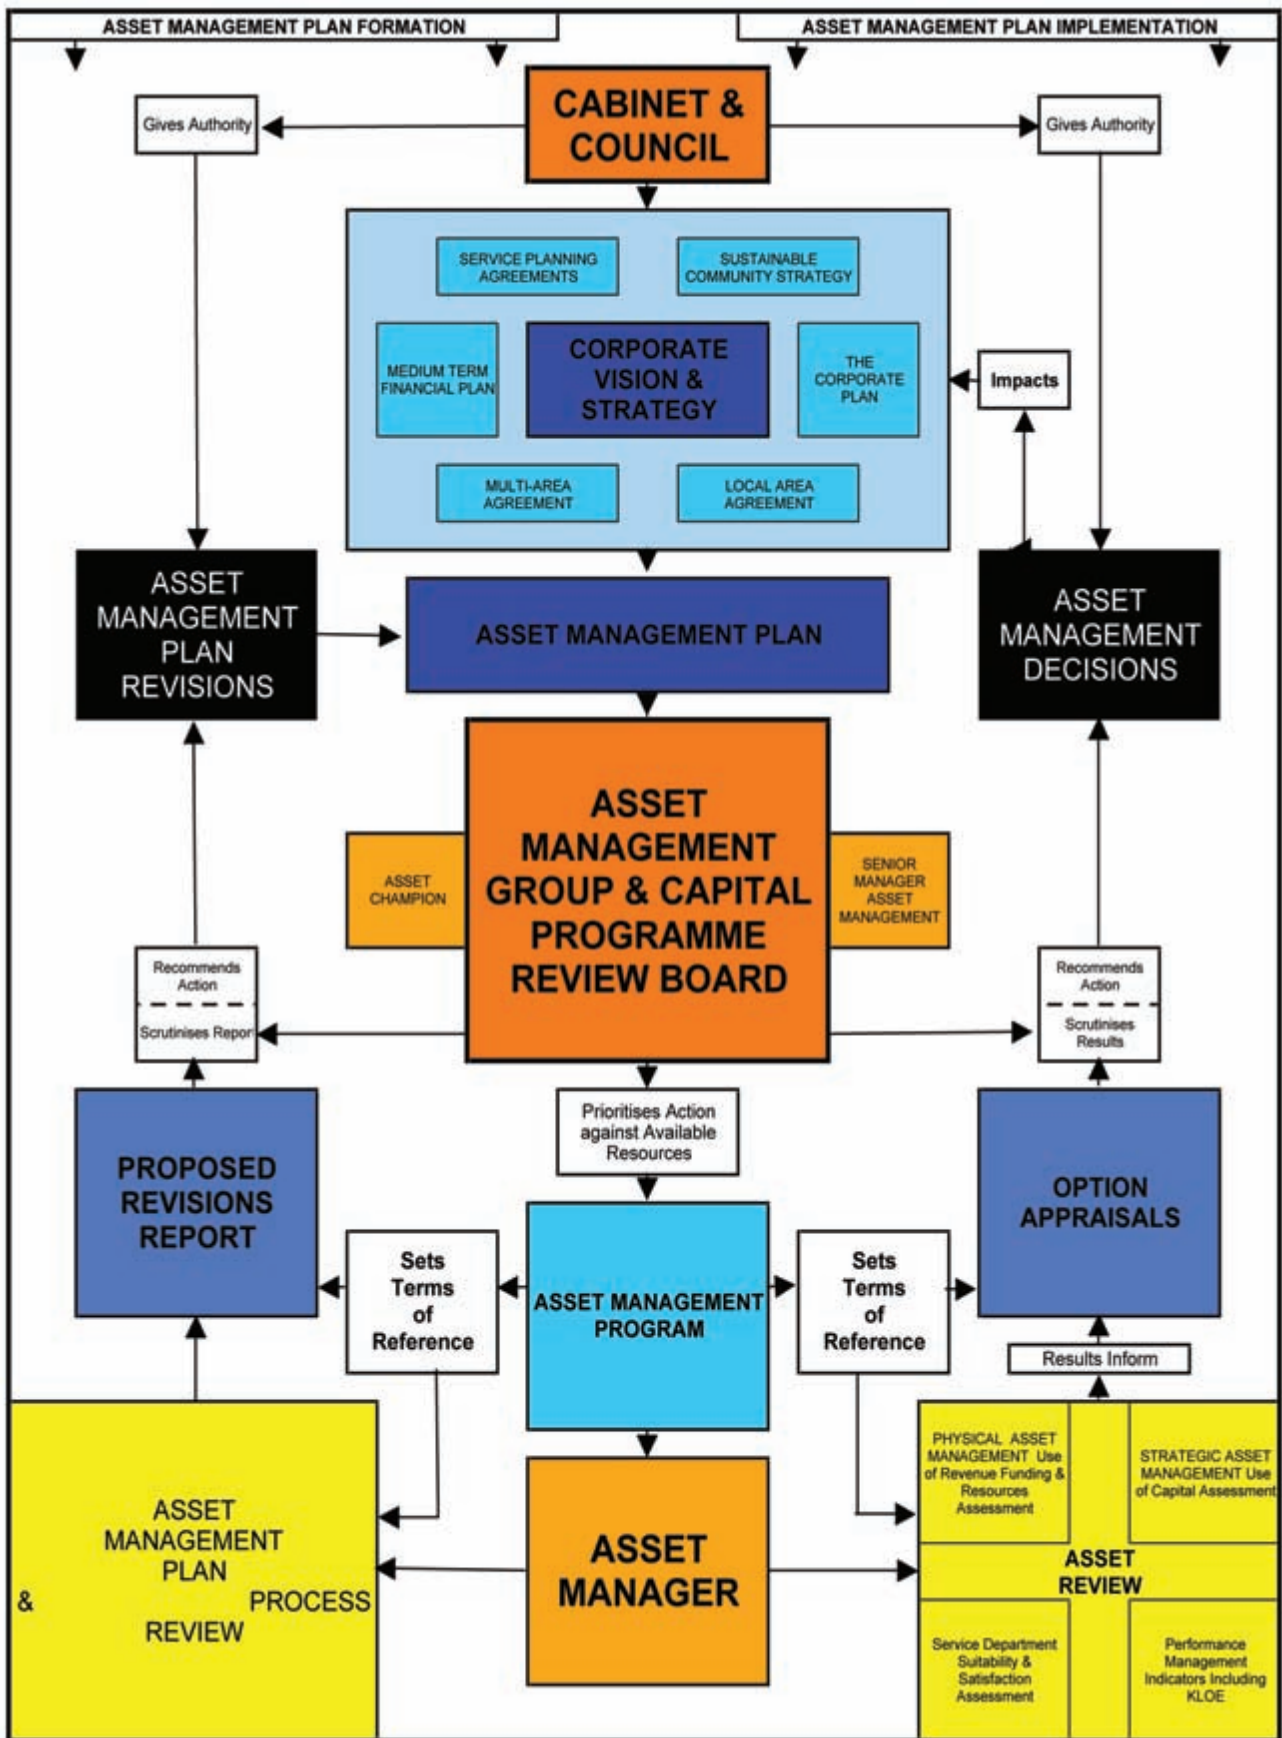 ASSET MANAGEMENT PLAN FORMATION
ASSET MANAGEMENT PLAN IMPLEMENTATION
CABINET &
COUNCIL
Gives Authority
Gives Authority
SERVICE PLANNING
AGREEMENTS
SUSTAINABLE
COMMUNITY STRATEGY
MEDIUM TERM
FINANCIAL PLAN
CORPORATE
VISION &
STRATEGY
THE
CORPORATE
PLAN
Impacts
MULTI-AREA
AGREEMENT
LOCAL AREA
AGREEMENT
ASSET
MANAGEMENT
PLAN
REVISIONS
ASSET MANAGEMENT PLAN
ASSET
MANAGEMENT
DECISIONS
ASSET
MANAGEMENT
GROUP & CAPITAL
PROGRAMME
REVIEW BOARD
ASSET
CHAMPION
SENIOR
MANAGER
ASSET
MANAGEMENT
Recommends
Action
Scrutinises Report
Recommends
Action
Scrutinises
Results
Prioritises Action
against Available
Resources
PROPOSED
REVISIONS
REPORT
OPTION
APPRAISALS
Sets
Terms
of
Reference
ASSET MANAGEMENT
PROGRAM
Sets
Terms
of
Reference
Results Inform
ASSET
MANAGEMENT
PLAN
& PROCESS
REVIEW
ASSET
MANAGER
PHYSICAL ASSET
MANAGEMENT Use
of Revenue Funding &
Resources
Assessment
STRATEGIC ASSET
MANAGEMENT Use
of Capital Assessment
ASSET
REVIEW
Service Department
Suitability &
Satisfaction
Assessment
Performance
Management
Indicators Including
KLOE